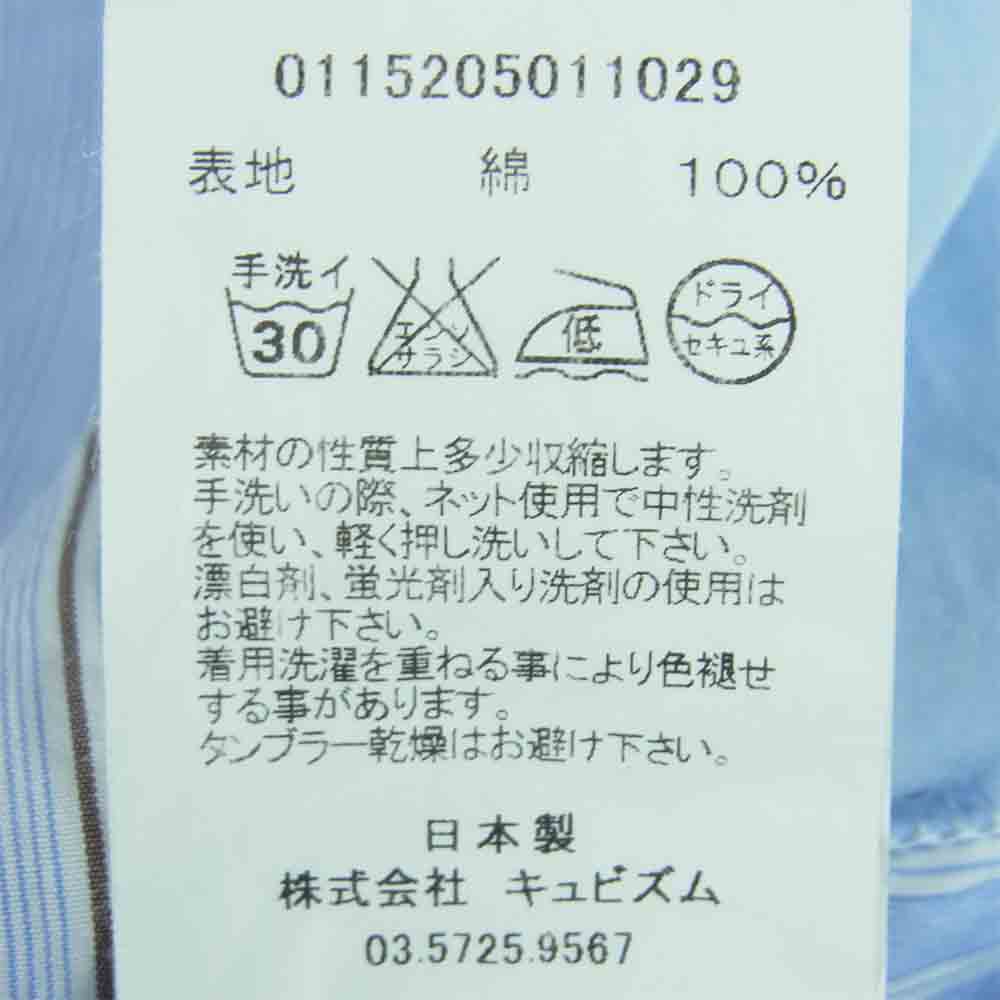 0115205011029
表地 綿 100%
手洗イ
30
エンソ
サラシ
低
ドライ
セキユ系
素材の性質上多少収縮します。
手洗いの際、ネット使用で中性洗剤
を使い、軽く押し洗いして下さい。
漂白剤、蛍光剤入り洗剤の使用は
お避け下さい。
着用洗濯を重ねる事により色褪せ
する事があります。
タンブラー乾燥はお避け下さい。
日本製
株式会社 キュビズム
03.5725.9567